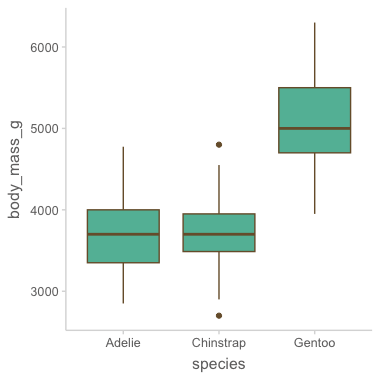 body_mass_g
6000
5000
4000
3000
Adelie
Chinstrap
Gentoo
species